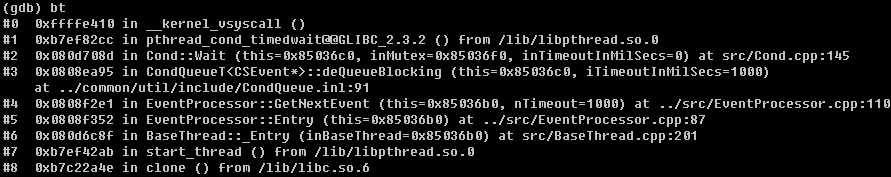 (gdb) bt
#0  0xffffe410 in __kernel_vsyscall ()
#1  0xb7ef82cc in pthread_cond_timedwait@@GLIBC_2.3.2 () from /lib/libpthread.so.0
#2  0x080d708d in Cond::Wait (this=0x85036c0, inMutex=0x85036f0, inTimeoutInMilSecs=0) at src/Cond.cpp:145
#3  0x0808ea95 in CondQueueT<CSEvent*>::deQueueBlocking (this=0x85036c0, iTimeoutInMilSecs=1000)
    at ../common/util/include/CondQueue.inl:91
#4  0x0808f2e1 in EventProcessor::GetNextEvent (this=0x85036b0, nTimeout=1000) at ../src/EventProcessor.cpp:110
#5  0x0808f352 in EventProcessor::Entry (this=0x85036b0) at ../src/EventProcessor.cpp:87
#6  0x080d6c8f in BaseThread::_Entry (inBaseThread=0x85036b0) at src/BaseThread.cpp:201
#7  0xb7ef42ab in start_thread () from /lib/libpthread.so.0
#8  0xb7c22a4e in clone () from /lib/libc.so.6